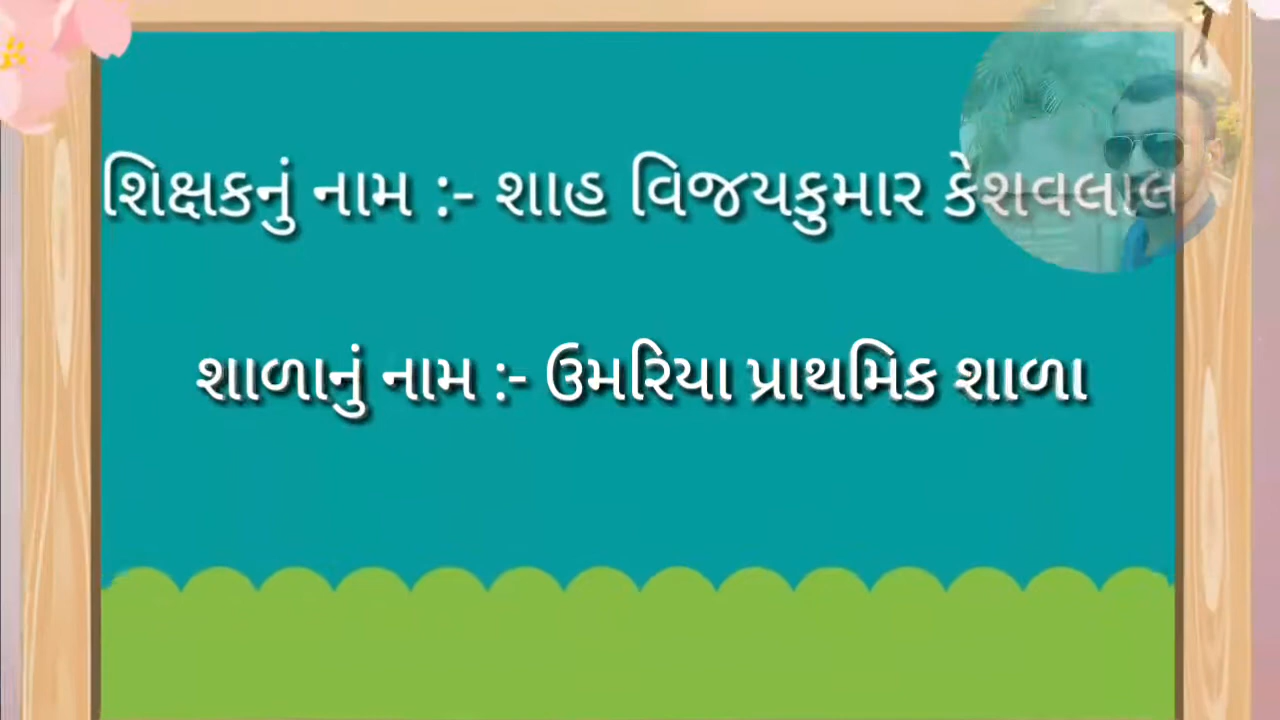 શિક્ષકનું નામ :- શાહ વિજયકુમાર કેશવલાલ
શાળાનું નામ :- ઉમરિયા પ્રાથમિક શાળા